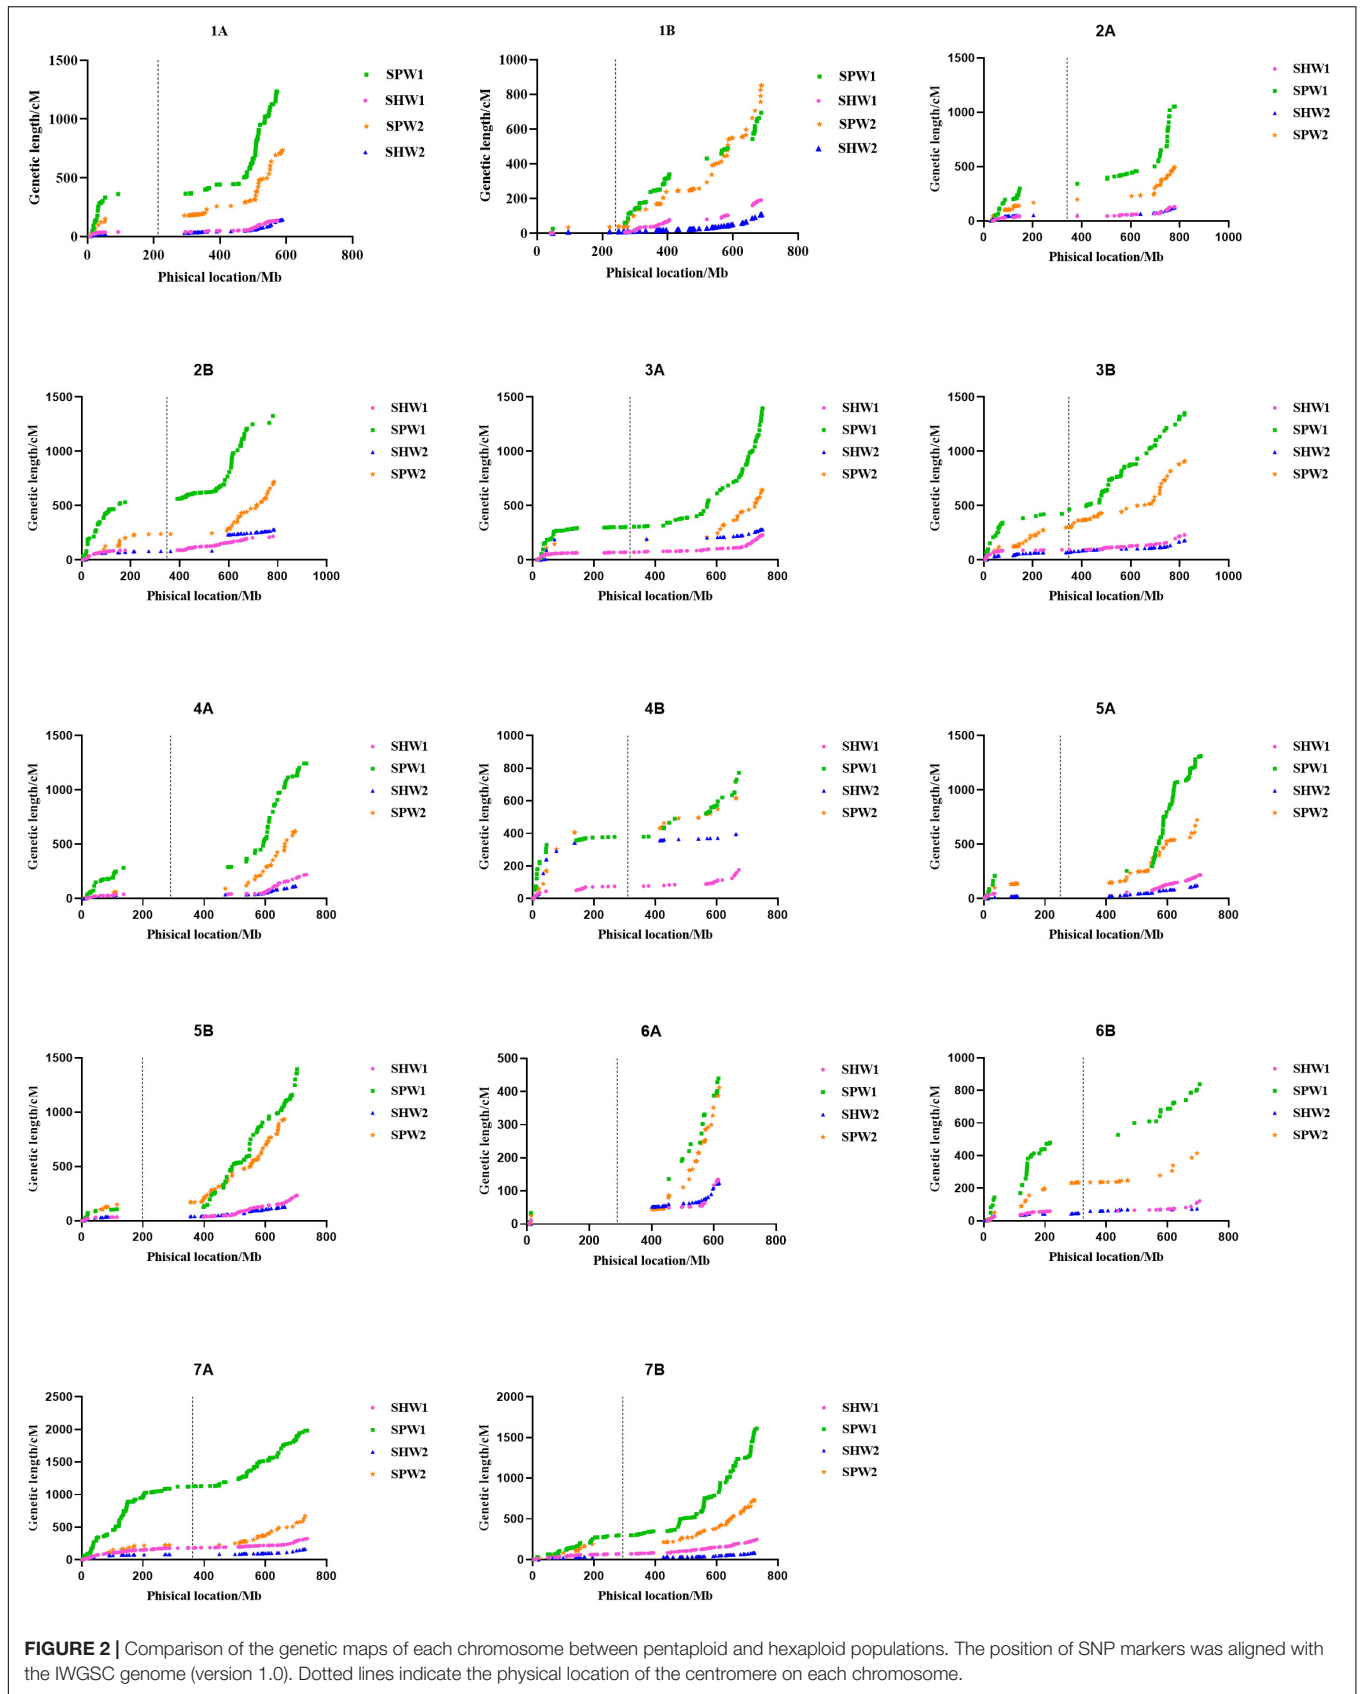 1A
1500
1000
500
0
0 200 400 600 800
Genetic length/cM
Phisical location/Mb
SPW1
SHW1
SPW2
SHW2
1B
1000
800
600
400
200
0
0 200 400 600 800
Genetic length/cM
Phisical location/Mb
SPW1
SHW1
SPW2
SHW2
2A
1500
1000
500
0
0 200 400 600 800 1000
Genetic length/cM
Phisical location/Mb
SHW1
SPW1
SHW2
SPW2
2B
1500
1000
500
0
0 200 400 600 800 1000
Genetic length/cM
Phisical location/Mb
SHW1
SPW1
SHW2
SPW2
3A
1500
1000
500
0
0 200 400 600 800
Genetic length/cM
Phisical location/Mb
SHW1
SPW1
SHW2
SPW2
3B
1500
1000
500
0
0 200 400 600 800 1000
Genetic length/cM
Phisical location/Mb
SHW1
SPW1
SHW2
SPW2
4A
1500
1000
500
0
0 200 400 600 800
Genetic length/cM
Phisical location/Mb
SHW1
SPW1
SHW2
SPW2
4B
1000
800
600
400
200
0
0 200 400 600 800
Genetic length/cM
Phisical location/Mb
SHW1
SPW1
SHW2
SPW2
5A
1500
1000
500
0
0 200 400 600 800
Genetic length/cM
Phisical location/Mb
SHW1
SPW1
SHW2
SPW2
5B
1500
1000
500
0
0 200 400 600 800
Genetic length/cM
Phisical location/Mb
SHW1
SPW1
SHW2
SPW2
6A
500
400
300
200
100
0
0 200 400 600 800
Genetic length/cM
Phisical location/Mb
SHW1
SPW1
SHW2
SPW2
6B
1000
800
600
400
200
0
0 200 400 600 800
Genetic length/cM
Phisical location/Mb
SHW1
SPW1
SHW2
SPW2
7A
2500
2000
1500
1000
500
0
0 200 400 600 800
Genetic length/cM
Phisical location/Mb
SHW1
SPW1
SHW2
SPW2
7B
2000
1500
1000
500
0
0 200 400 600 800
Genetic length/cM
Phisical location/Mb
SHW1
SPW1
SHW2
SPW2
FIGURE 2 | Comparison of the genetic maps of each chromosome between pentaploid and hexaploid populations. The position of SNP markers was aligned with
the IWGSC genome (version 1.0). Dotted lines indicate the physical location of the centromere on each chromosome.